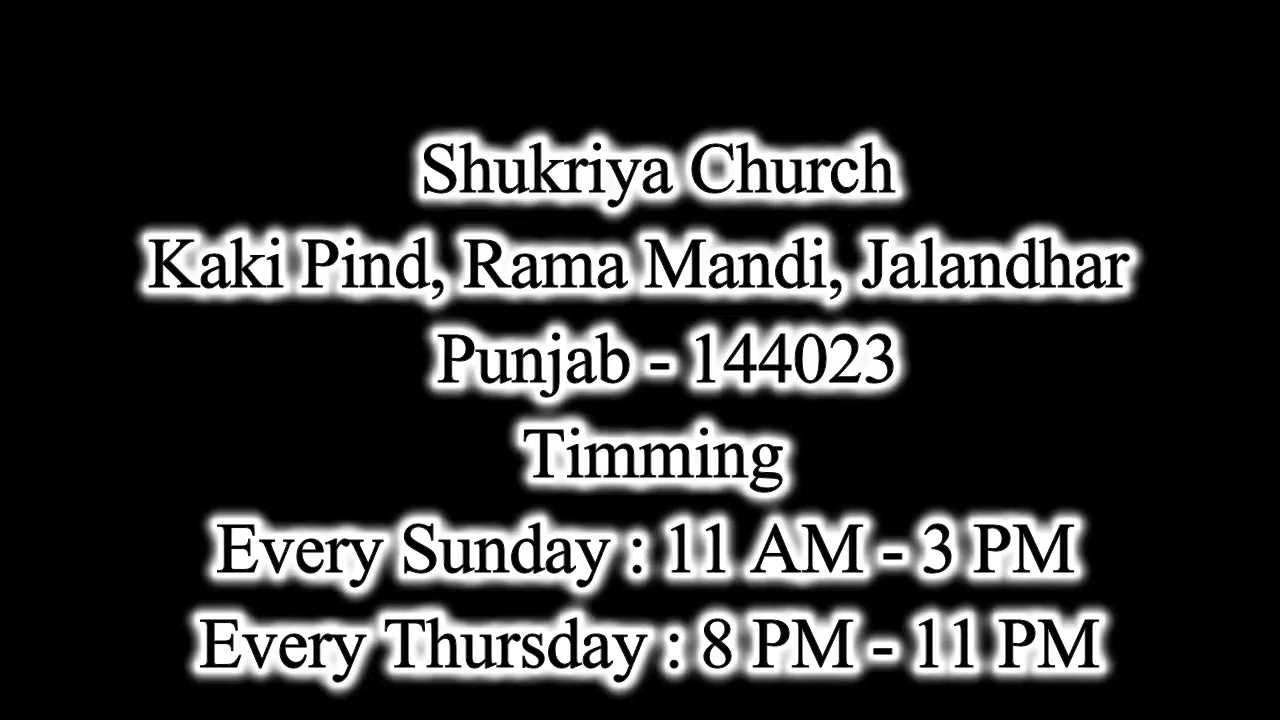 Shukriya Church
Kaki Pind, Rama Mandi, Jalandhar
Punjab - 144023
Timming
Every Sunday : 11 AM - 3 PM
Every Thursday : 8 PM - 11 PM